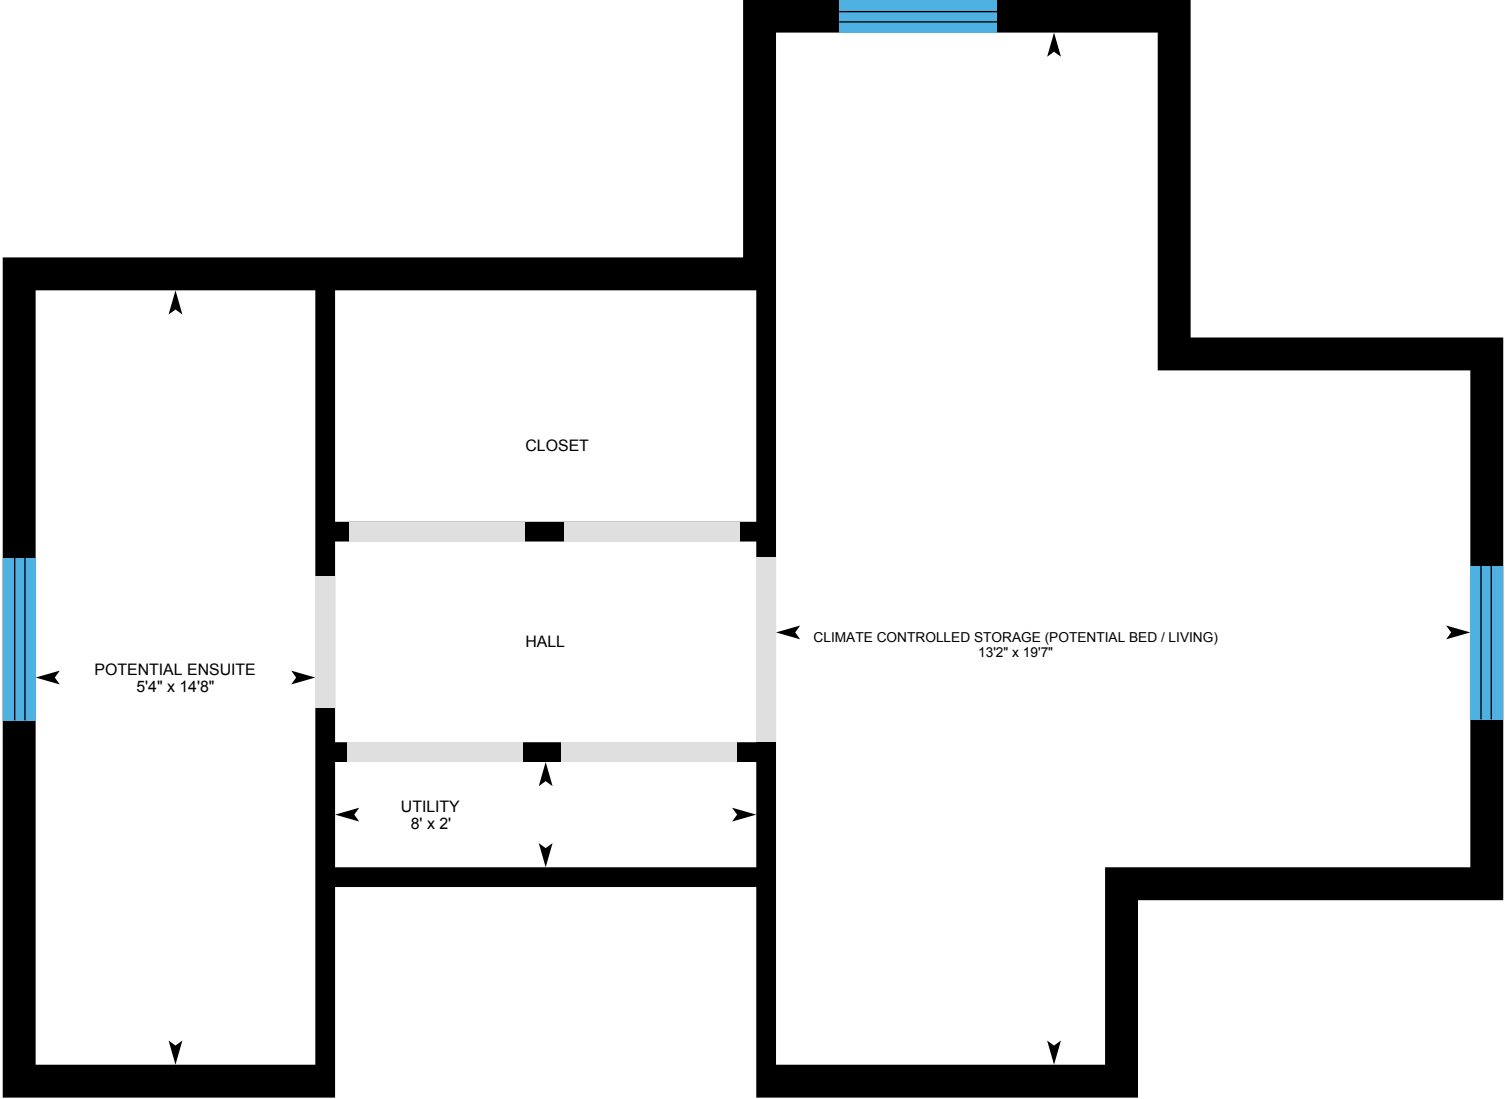 CLOSET
HALL
CLIMATE CONTROLLED STORAGE (POTENTIAL BED / LIVING)
13'2" x 19'7"
POTENTIAL ENSUITE
5'4" x 14'8"
UTILITY
8' x 2'